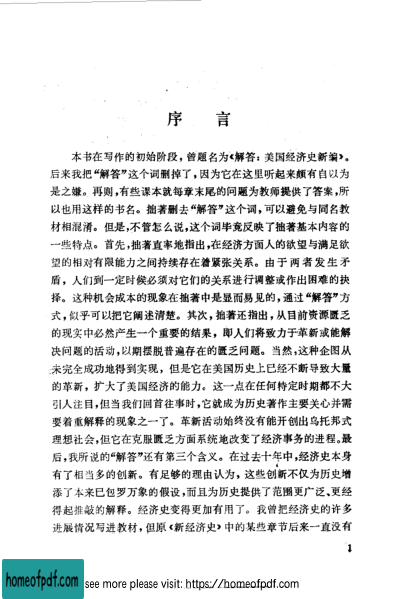 序 言
本书在写作的初始阶段，曾题名为《解答：美国经济史新编》。
后来我把“解答”这个词删掉了，因为它在这里听起来颇有自以为
是之嫌。再则，有些课本就每章末尾的问题为教师提供了答案，所
以也用这样的书名。拙著删去“解答”这个词，可以避免与同名教
材相混淆。但是，不管怎么说，这个词毕竟反映了拙著基本内容的
一些特点。首先，拙著直率地指出，在经济方面人的欲望与满足欲
望的相对有限能力之间持续存在着紧张关系。由于两者发生矛
盾，人们到一定时候必须对它们的关系进行调整或作出困难的抉
择。这种机会成本的现象在拙著中是显而易见的，通过“解答”方
式，似乎可以把它阐述清楚。其次，拙著还指出，从目前资源匮乏
的现实中必然产生一个重要的结果，即人们将致力于革新或能解
决问题的活动，以期摆脱普遍存在的匮乏问题。当然，这种企图从
未完全成功地得到实现，但是它在美国历史上已经不断导致大量
的革新，扩大了美国经济的能力。这一点在任何特定时期都不大
引人注目，但当我们回首往事时，它就成为历史著作主要关心并需
要着重解释的现象之一了。革新活动始终没有能开创出乌托邦式
理想社会，但它在克服匮乏方面系统地改变了经济事务的进程。最
后，我所说的“解答”还有第三个含义。在过去十年中，经济史本身
有了相当多的创新。有足够的理由认为，这些创新不仅为历史增
添了本来已包罗万象的假设，而且为历史提供了范围更广泛、更经
得起推敲的解释。经济史变得更加有用了。我曾把经济史的许多
进展情况写进教材，但原《新经济史》中的某些章节后来一直没有
1
homeofpdf.com
see more please visit: https://homeofpdf.com